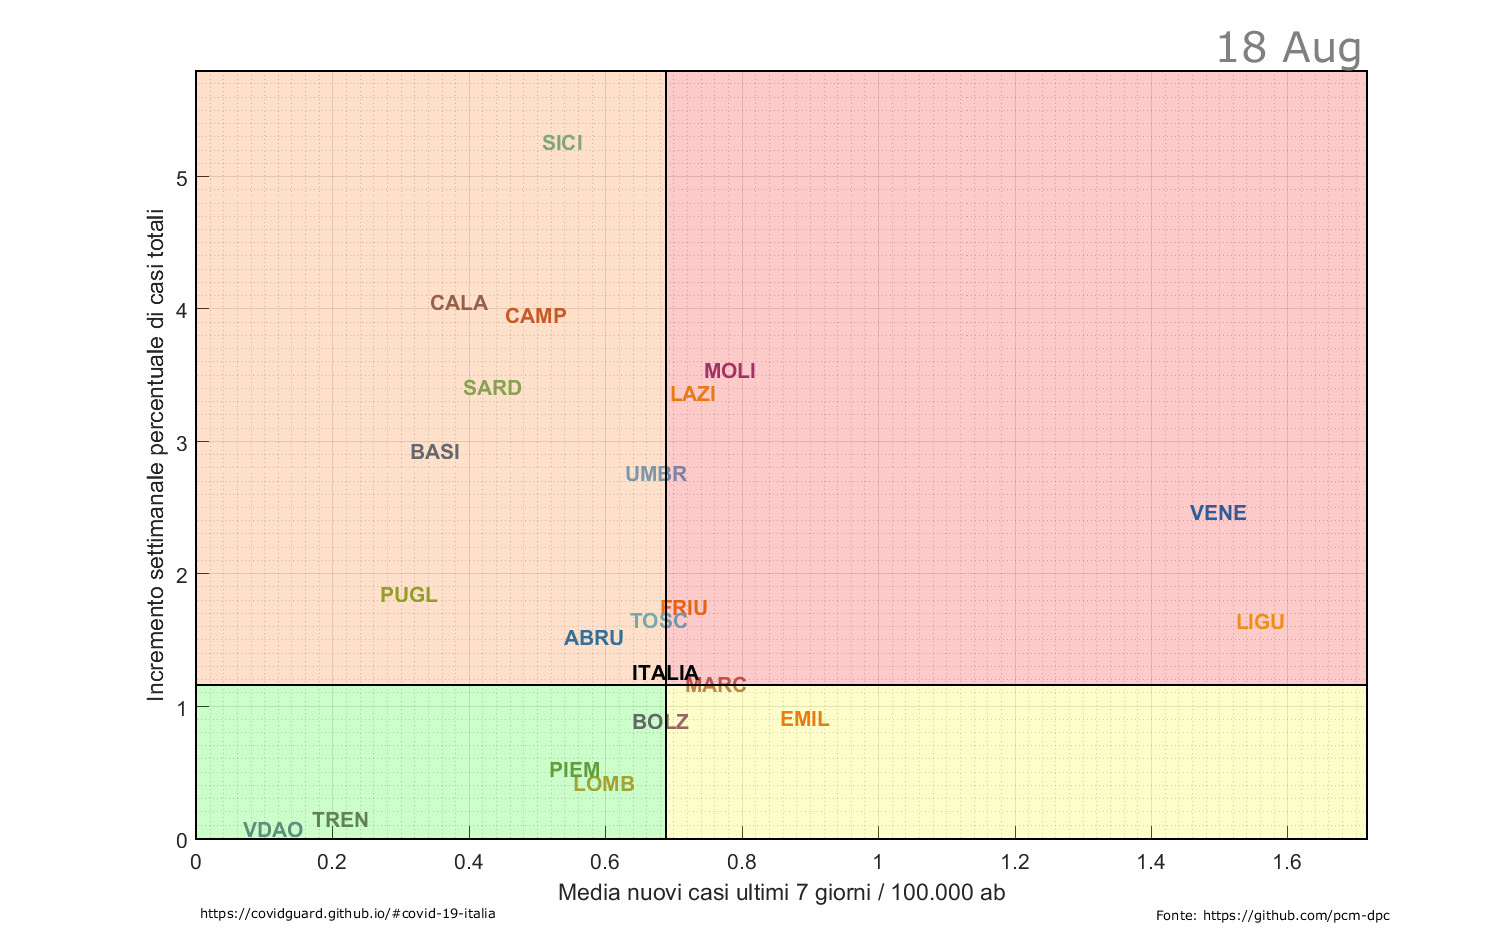 18 Aug
SICI
5
CALA
4
CAMP
MOLI
SARD
LAZI
3
BASI
UMBR
VENE
2
PUGL
FRIU
TOSC
LIGU
ABRU
ITALIA
MARC
1
BOLZ
EMIL
PIEM
LOMB
TREN
VDAO
0
Incremento settimanale percentuale di casi totali
0 0.2 0.4 0.6 0.8 1 1.2 1.4 1.6
Media nuovi casi ultimi 7 giorni / 100.000 ab
https://covidguard.github.io/#covid-19-italia
Fonte: https://github.com/pcm-dpc